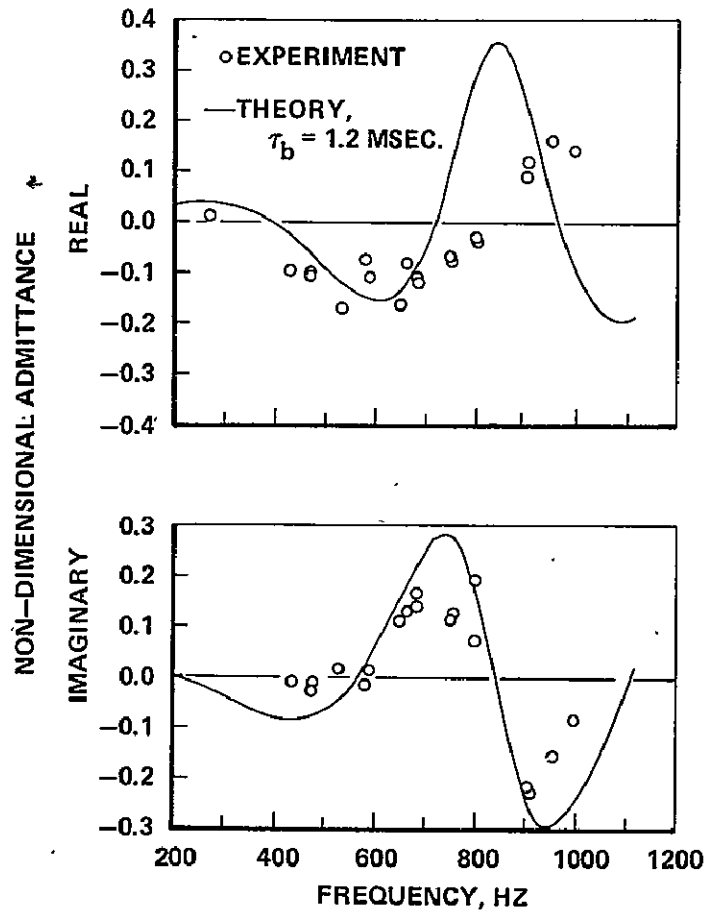 0.4
○ EXPERIMENT
0.3
— THEORY,
τb = 1.2 MSEC.
0.2
0.1
0.0
−0.1
−0.2
−0.3
−0.4
REAL
NON–DIMENSIONAL ADMITTANCE
0.3
0.2
0.1
0.0
−0.1
−0.2
−0.3
IMAGINARY
200 400 600 800 1000 1200
FREQUENCY, HZ